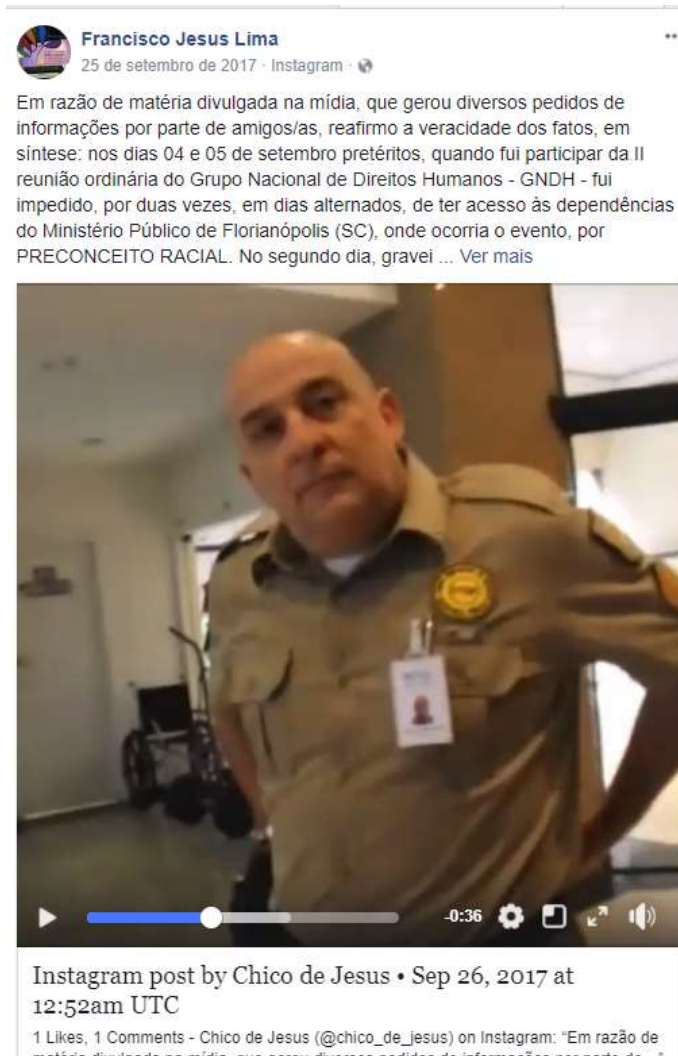 Francisco Jesus Lima
25 de setembro de 2017 · Instagram ·
Em razão de matéria divulgada na mídia, que gerou diversos pedidos de
informações por parte de amigos/as, reafirmo a veracidade dos fatos, em
síntese: nos dias 04 e 05 de setembro pretéritos, quando fui participar da II
reunião ordinária do Grupo Nacional de Direitos Humanos - GNDH - fui
impedido, por duas vezes, em dias alternados, de ter acesso às dependências
do Ministério Público de Florianópolis (SC), onde ocorria o evento, por
PRECONCEITO RACIAL. No segundo dia, gravei ... Ver mais
-0:36
Instagram post by Chico de Jesus • Sep 26, 2017 at
12:52am UTC
1 Likes, 1 Comments - Chico de Jesus (@chico_de_jesus) on Instagram: “Em razão de
matéria divulgada na mídia, que gerou diversos pedidos de informações por parte de…”